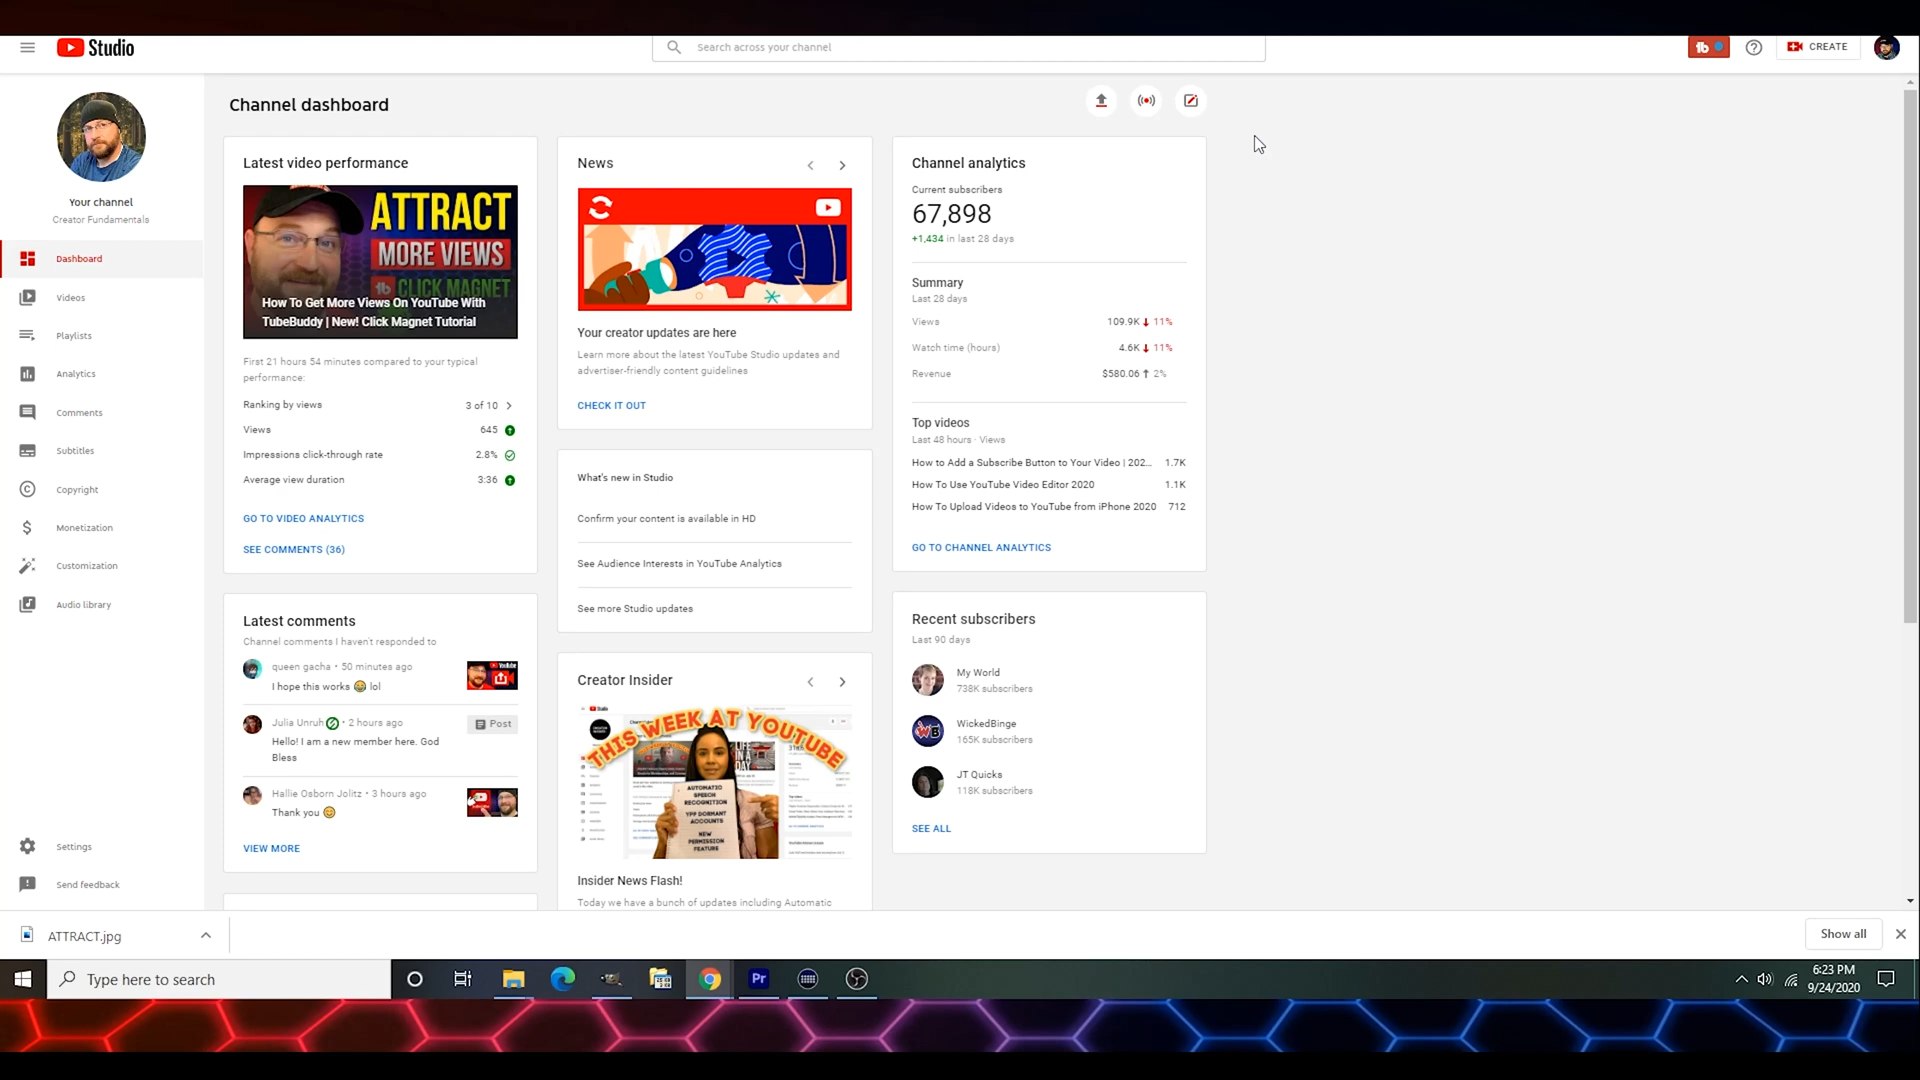 Studio
Search across your channel
CREATE
Channel dashboard
Your channel
Creator Fundamentals
Dashboard
Videos
Playlists
Analytics
Comments
Subtitles
Copyright
Monetization
Customization
Audio library
Settings
Send feedback
Latest video performance
ATTRACT
MORE VIEWS
CLICK MAGNET
How To Get More Views On YouTube With
TubeBuddy | New! Click Magnet Tutorial
First 21 hours 54 minutes compared to your typical
performance:
Ranking by views 3 of 10
Views 645
Impressions click-through rate 2.8%
Average view duration 3:36
GO TO VIDEO ANALYTICS
SEE COMMENTS (36)
Latest comments
Channel comments I haven't responded to
queen gacha • 50 minutes ago
I hope this works 😂 lol
Julia Unruh • 2 hours ago
Post
Hello! I am a new member here. God
Bless
Hallie Osborn Jolitz • 3 hours ago
Thank you 😊
VIEW MORE
News
Your creator updates are here
Learn more about the latest YouTube Studio updates and
advertiser-friendly content guidelines
CHECK IT OUT
What's new in Studio
Confirm your content is available in HD
See Audience Interests in YouTube Analytics
See more Studio updates
Creator Insider
THIS WEEK AT YOUTUBE
AUTOMATIC
SPEECH
RECOGNITION
YPP DORMANT
ACCOUNTS
NEW
PERMISSION
FEATURE
Insider News Flash!
Today we have a bunch of updates including Automatic
Channel analytics
Current subscribers
67,898
+1,434 in last 28 days
Summary
Last 28 days
Views 109.9K 11%
Watch time (hours) 4.6K 11%
Revenue $580.06 2%
Top videos
Last 48 hours · Views
How to Add a Subscribe Button to Your Video | 202... 1.7K
How To Use YouTube Video Editor 2020 1.1K
How To Upload Videos to YouTube from iPhone 2020 712
GO TO CHANNEL ANALYTICS
Recent subscribers
Last 90 days
My World
738K subscribers
WickedBinge
165K subscribers
JT Quicks
118K subscribers
SEE ALL
ATTRACT.jpg
Show all
Type here to search
Pr
6:23 PM
9/24/2020